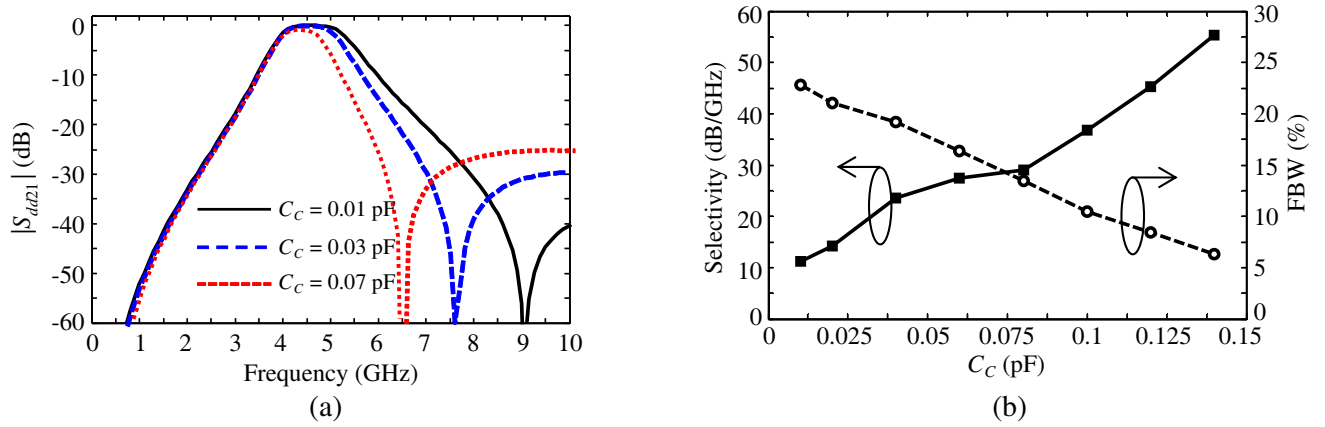 |S_dd21| (dB)
0
-10
-20
-30
-40
-50
-60
C_C = 0.01 pF
C_C = 0.03 pF
C_C = 0.07 pF
0 1 2 3 4 5 6 7 8 9 10
Frequency (GHz)
(a)
Selectivity (dB/GHz)
60
50
40
30
20
10
0
30
25
20
15
10
5
0
FBW (%)
0 0.025 0.05 0.075 0.1 0.125 0.15
C_C (pF)
(b)